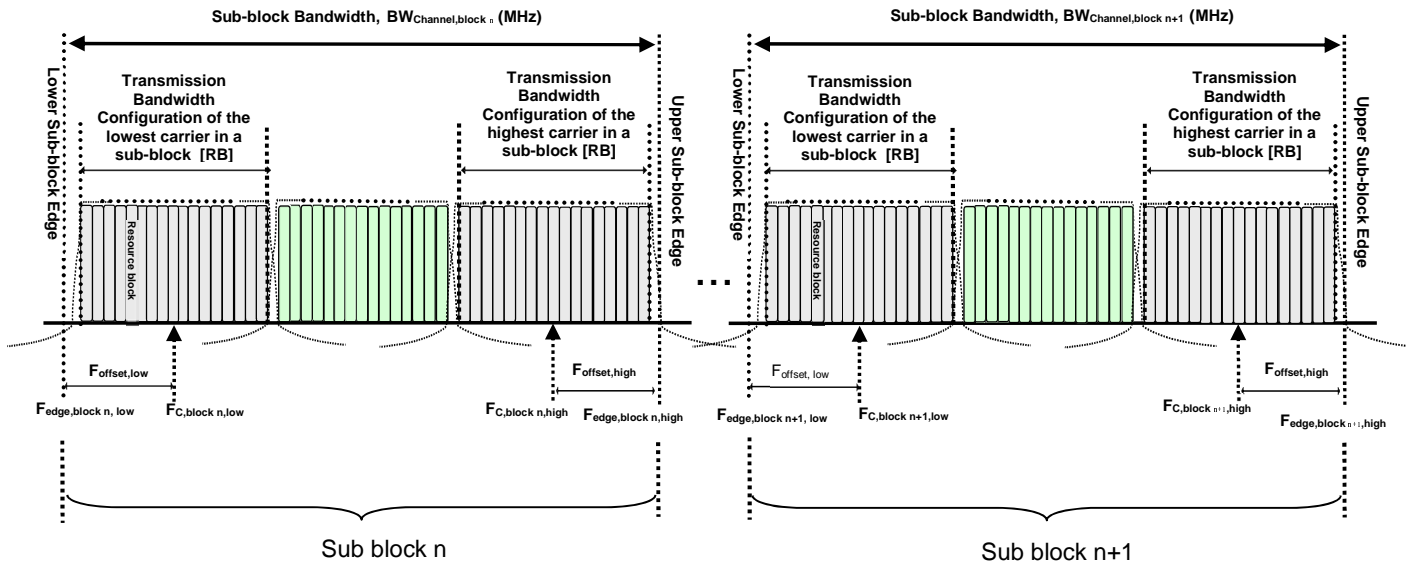 Sub-block Bandwidth, BWChannel,block n (MHz)
Lower Sub-block Edge
Transmission
Bandwidth
Configuration of the
lowest carrier in a
sub-block [RB]
Transmission
Bandwidth
Configuration of the
highest carrier in a
sub-block [RB]
Upper Sub-block Edge
Resource block
Foffset,low
Foffset,high
Fedge,block n, low
FC,block n,low
FC,block n,high
Fedge,block n,high
Sub block n
...
Sub-block Bandwidth, BWChannel,block n+1 (MHz)
Lower Sub-block Edge
Transmission
Bandwidth
Configuration of the
lowest carrier in a
sub-block [RB]
Transmission
Bandwidth
Configuration of the
highest carrier in a
sub-block [RB]
Upper Sub-block Edge
Resource block
Foffset, low
Foffset,high
Fedge,block n+1, low
FC,block n+1,low
FC,block n+1,high
Fedge,block n+1,high
Sub block n+1